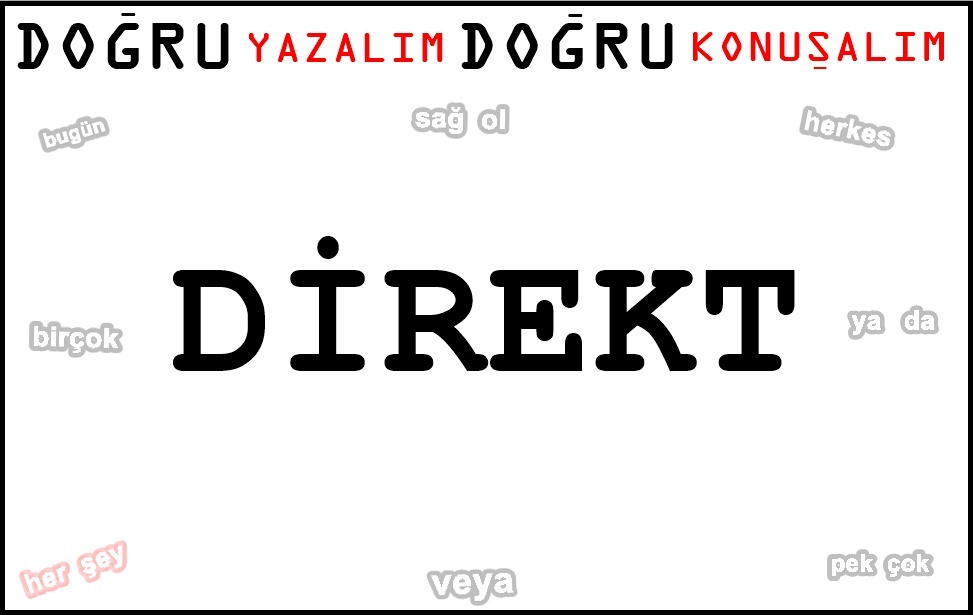 DOĞRU YAZALIM DOĞRU KONUŞALIM
bugün
sağ ol
herkes
DİREKT
birçok
ya da
her şey
veya
pek çok